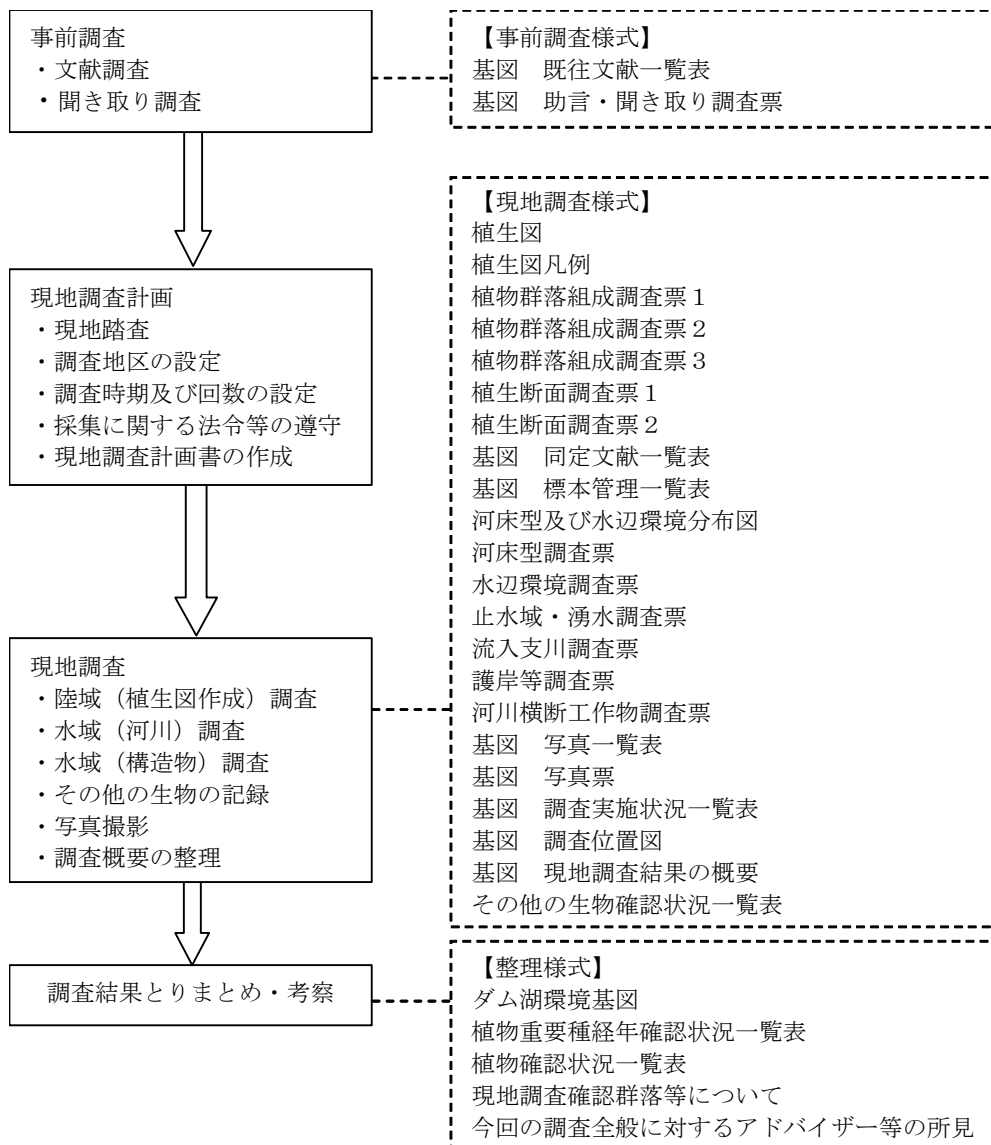 事前調査
・文献調査
・聞き取り調査
【事前調査様式】
基図　既往文献一覧表
基図　助言・聞き取り調査票
現地調査計画
・現地踏査
・調査地区の設定
・調査時期及び回数の設定
・採集に関する法令等の遵守
・現地調査計画書の作成
現地調査
・陸域（植生図作成）調査
・水域（河川）調査
・水域（構造物）調査
・その他の生物の記録
・写真撮影
・調査概要の整理
【現地調査様式】
植生図
植生図凡例
植物群落組成調査票１
植物群落組成調査票２
植物群落組成調査票３
植生断面調査票１
植生断面調査票２
基図　同定文献一覧表
基図　標本管理一覧表
河床型及び水辺環境分布図
河床型調査票
水辺環境調査票
止水域・湧水調査票
流入支川調査票
護岸等調査票
河川横断工作物調査票
基図　写真一覧表
基図　写真票
基図　調査実施状況一覧表
基図　調査位置図
基図　現地調査結果の概要
その他の生物確認状況一覧表
調査結果とりまとめ・考察
【整理様式】
ダム湖環境基図
植物重要種経年確認状況一覧表
植物確認状況一覧表
現地調査確認群落等について
今回の調査全般に対するアドバイザー等の所見